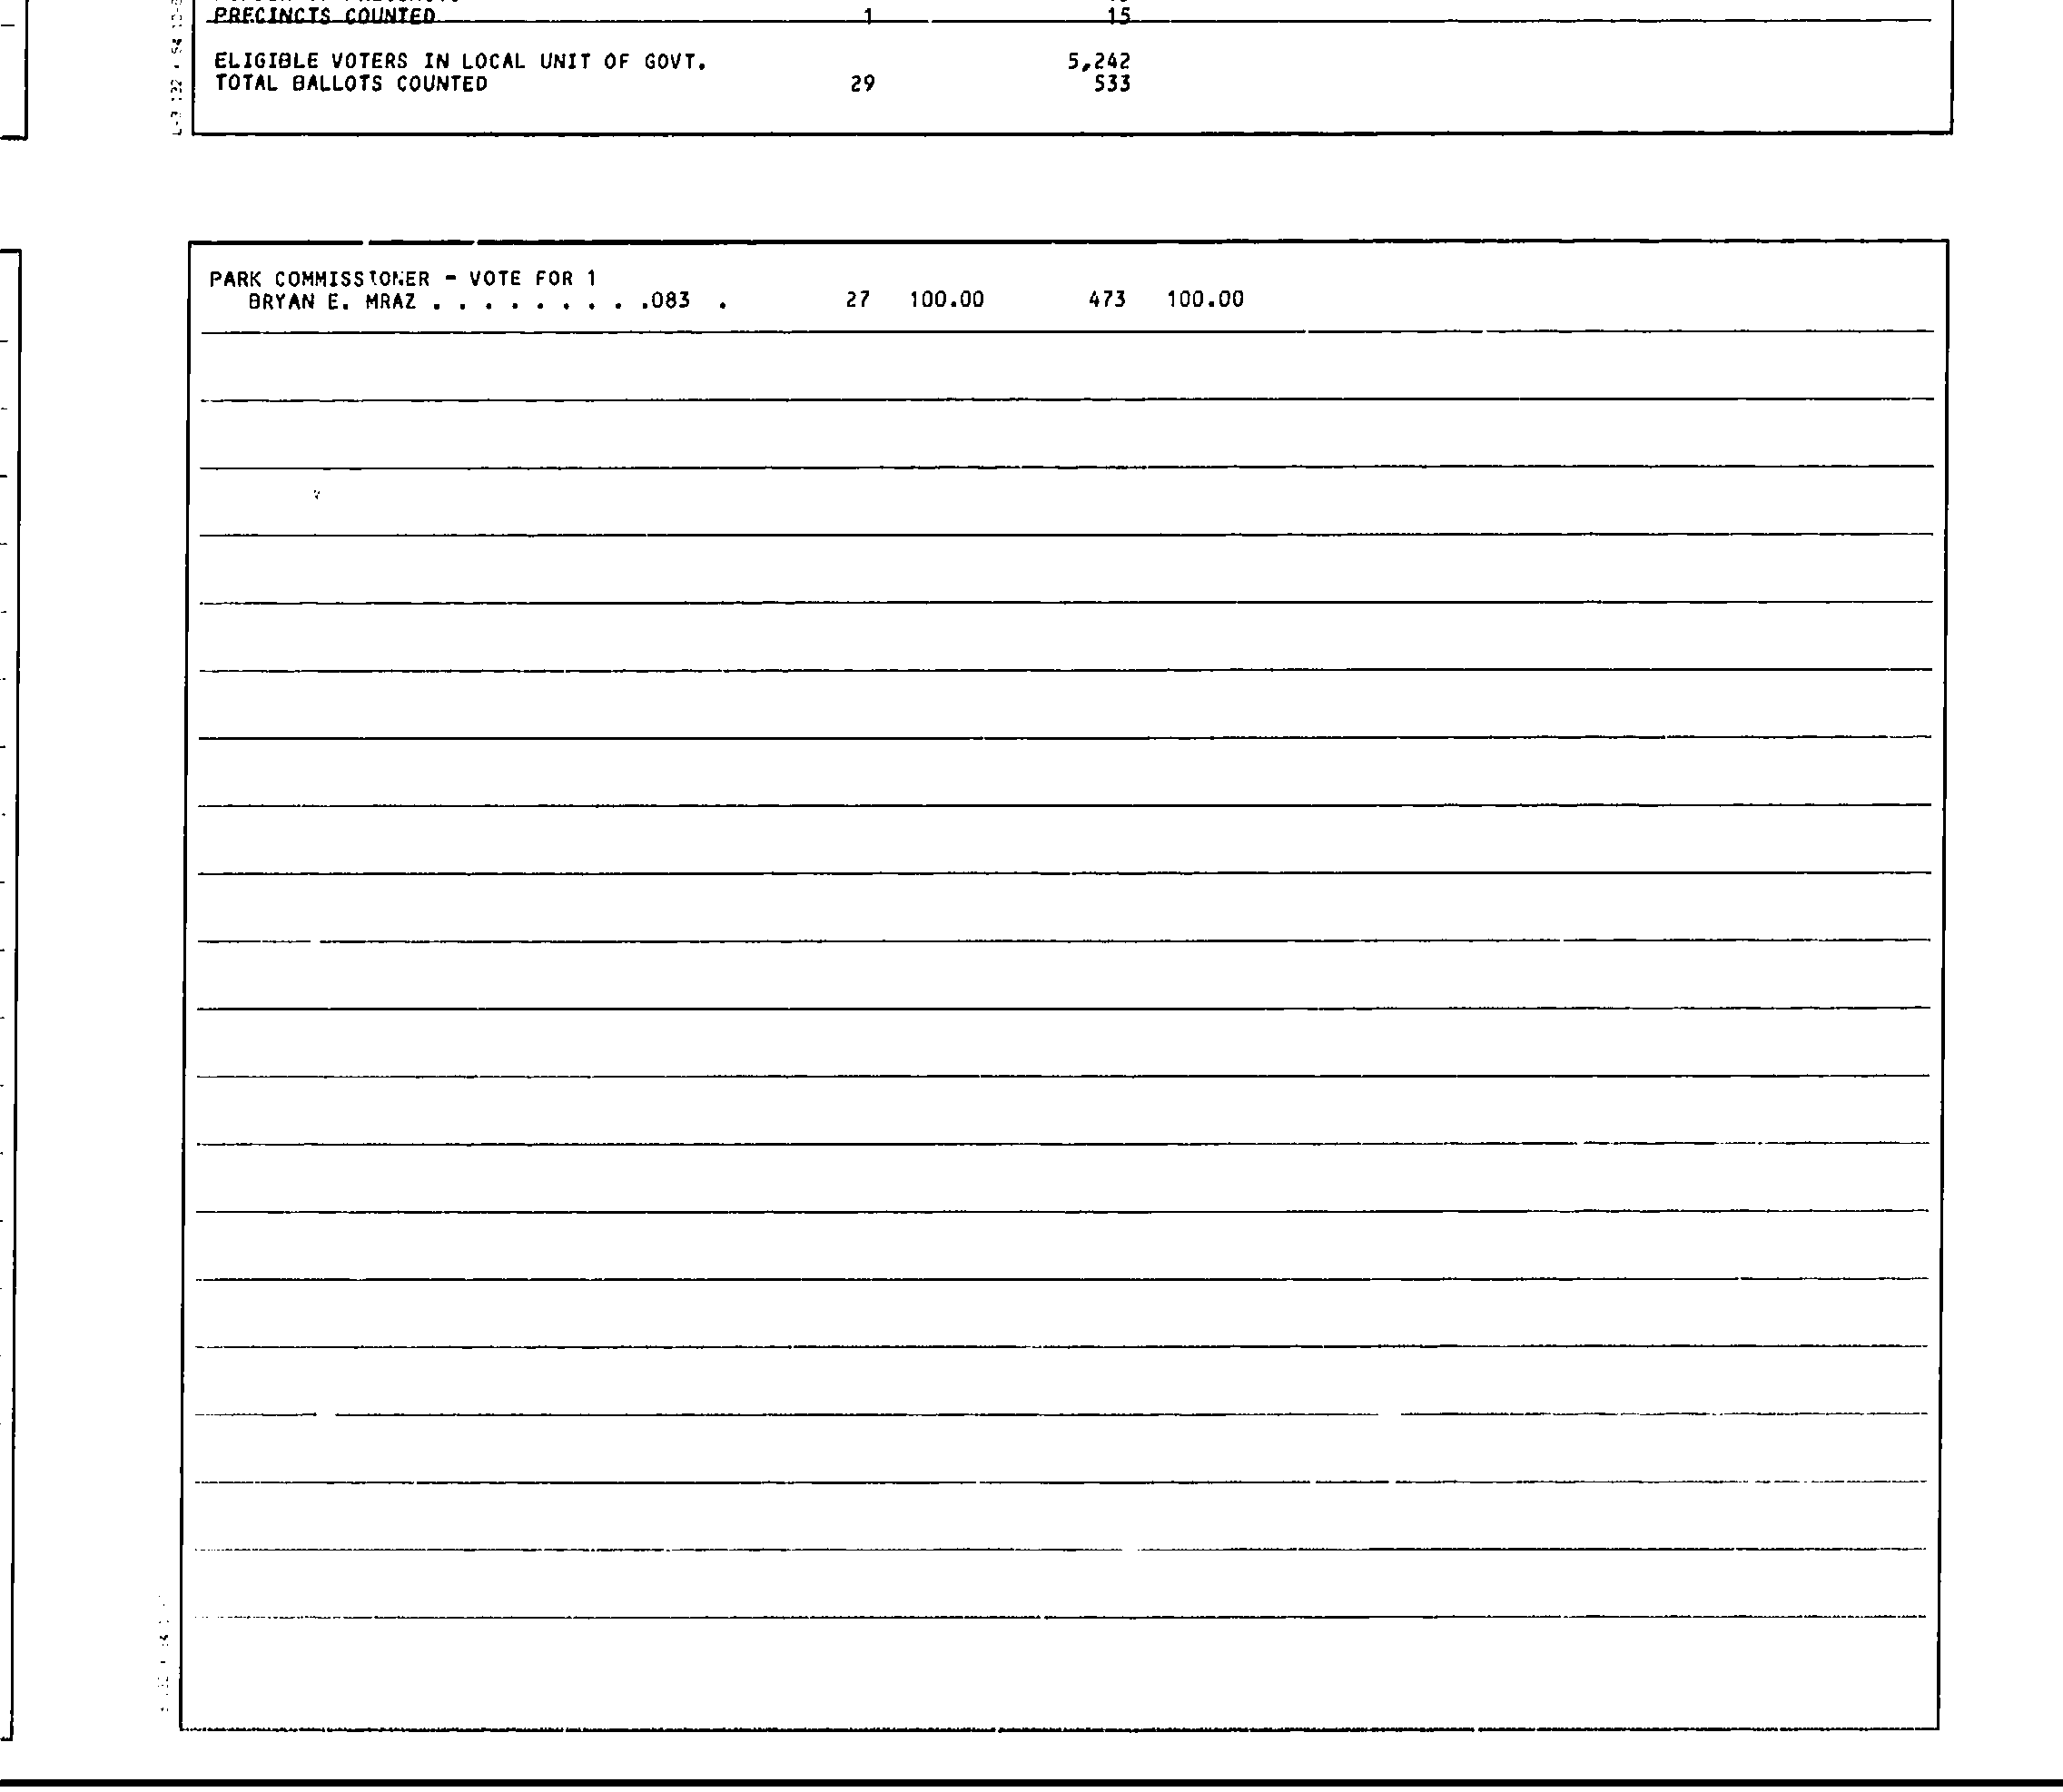 PRECINCTS COUNTED 1 15
ELIGIBLE VOTERS IN LOCAL UNIT OF GOVT. 5,242
TOTAL BALLOTS COUNTED 29 533
PARK COMMISSIONER - VOTE FOR 1
BRYAN E. MRAZ . . . . . . . . .083 . 27 100.00 473 100.00